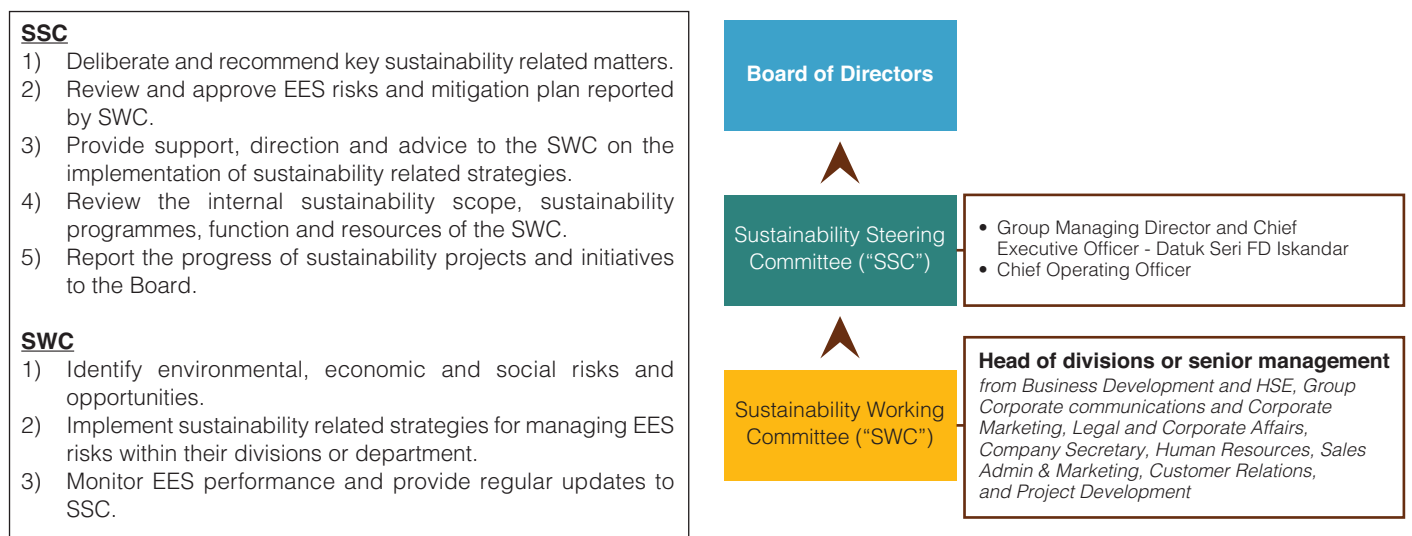 SSC
1) Deliberate and recommend key sustainability related matters.
2) Review and approve EES risks and mitigation plan reported
by SWC.
3) Provide support, direction and advice to the SWC on the
implementation of sustainability related strategies.
4) Review the internal sustainability scope, sustainability
programmes, function and resources of the SWC.
5) Report the progress of sustainability projects and initiatives
to the Board.
SWC
1) Identify environmental, economic and social risks and
opportunities.
2) Implement sustainability related strategies for managing EES
risks within their divisions or department.
3) Monitor EES performance and provide regular updates to
SSC.
Board of Directors
Sustainability Steering
Committee (“SSC”)
• Group Managing Director and Chief
Executive Officer - Datuk Seri FD Iskandar
• Chief Operating Officer
Sustainability Working
Committee (“SWC”)
Head of divisions or senior management
from Business Development and HSE, Group
Corporate communications and Corporate
Marketing, Legal and Corporate Affairs,
Company Secretary, Human Resources, Sales
Admin & Marketing, Customer Relations,
and Project Development